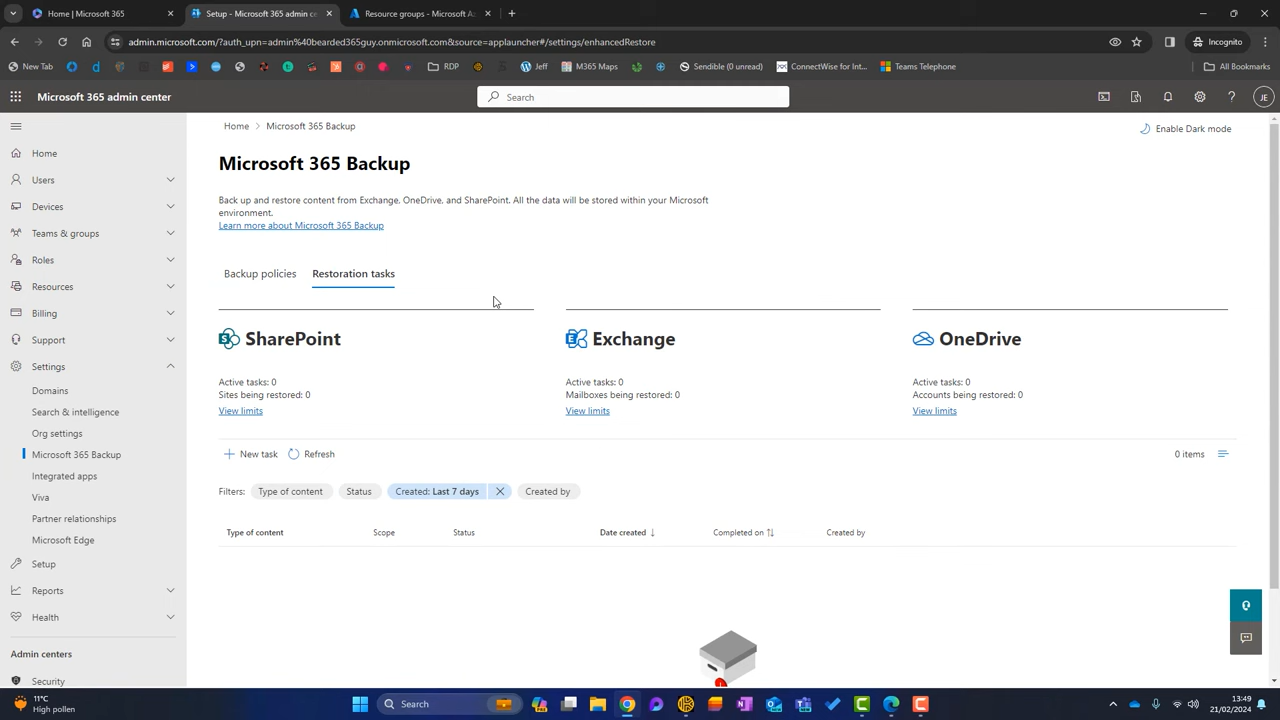 Home | Microsoft 365
Setup - Microsoft 365 admin ce
Resource groups - Microsoft A
admin.microsoft.com/?auth_upn=admin%40bearded365guy.onmicrosoft.com&source=applauncher#/settings/enhancedRestore
Incognito
New Tab
RDP
Jeff
M365 Maps
Sendible (0 unread)
ConnectWise for Int...
Teams Telephone
All Bookmarks
Microsoft 365 admin center
Search
JE
Home
Users
Devices
Teams & groups
Roles
Resources
Billing
Support
Settings
Domains
Search & intelligence
Org settings
Microsoft 365 Backup
Integrated apps
Viva
Partner relationships
Microsoft Edge
Setup
Reports
Health
Admin centers
Security
Home > Microsoft 365 Backup
Enable Dark mode
Microsoft 365 Backup
Back up and restore content from Exchange, OneDrive, and SharePoint. All the data will be stored within your Microsoft
environment.
Learn more about Microsoft 365 Backup
Backup policies Restoration tasks
SharePoint
Active tasks: 0
Sites being restored: 0
View limits
Exchange
Active tasks: 0
Mailboxes being restored: 0
View limits
OneDrive
Active tasks: 0
Accounts being restored: 0
View limits
New task Refresh
0 items
Filters: Type of content Status Created: Last 7 days Created by
Type of content Scope Status Date created Completed on Created by
11°C
High pollen
Search
13:49
21/02/2024